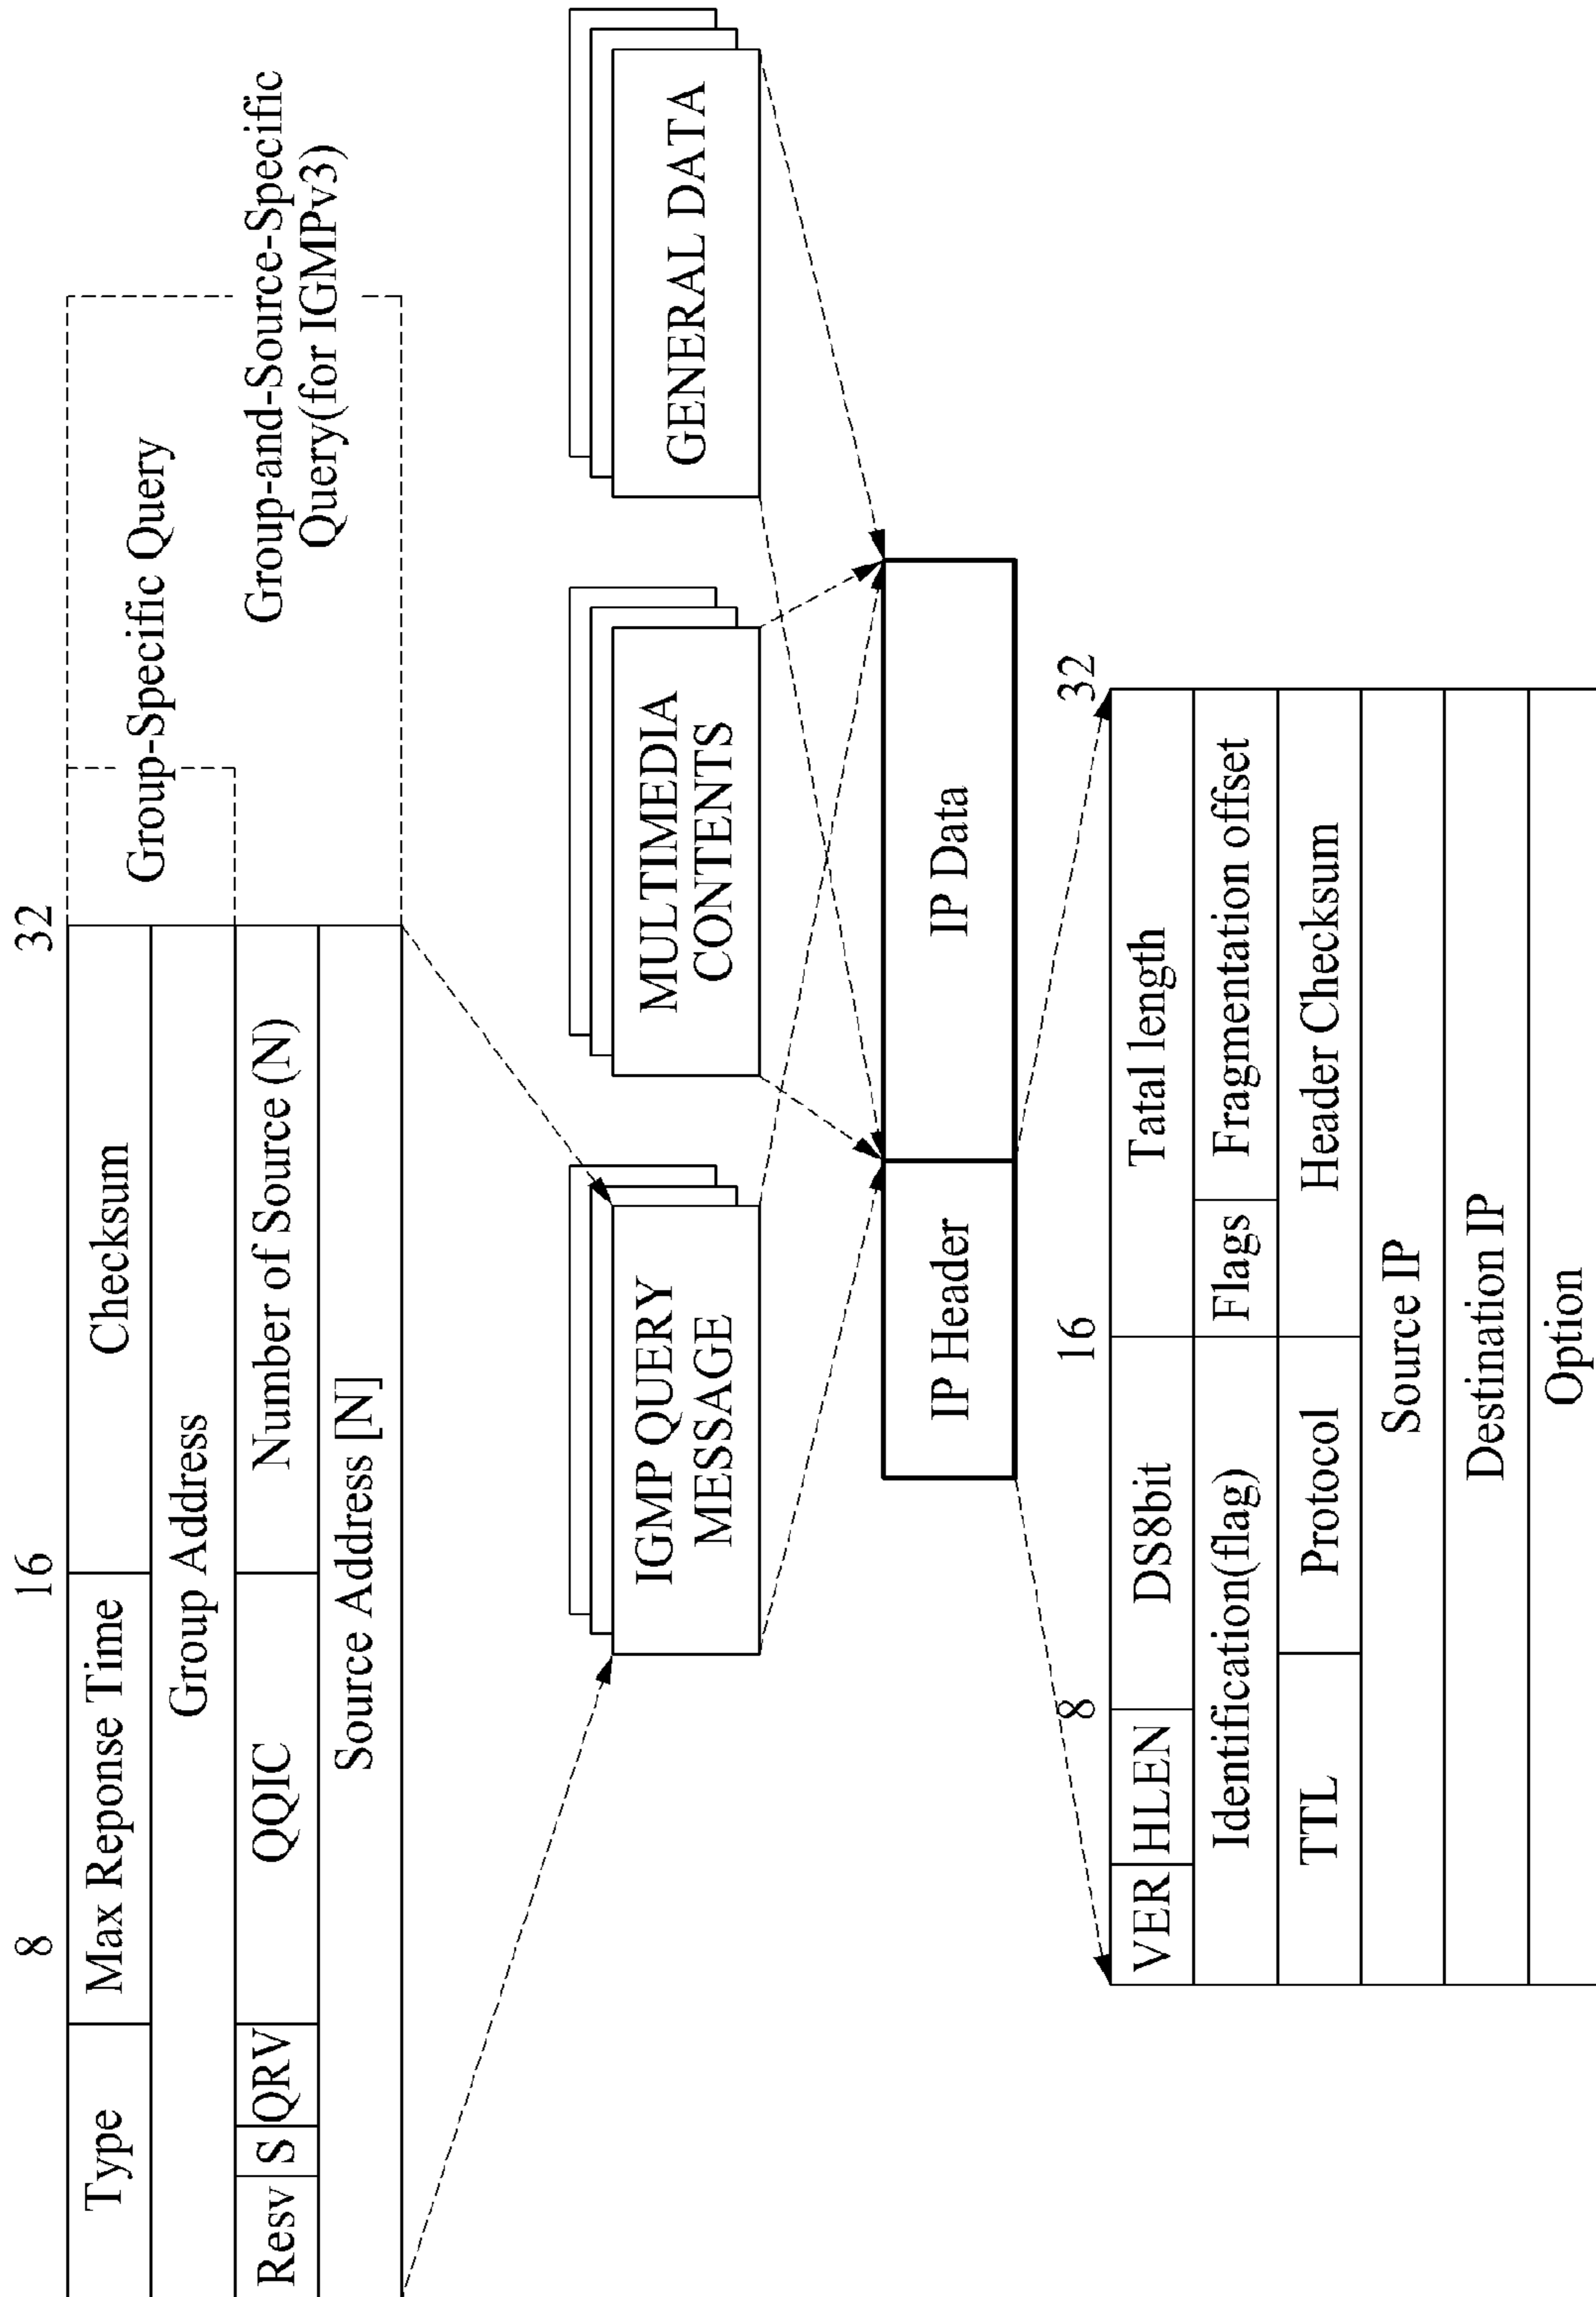 8
16
32
Type
Max Reponse Time
Checksum
Group Address
Resv
S
QRV
QQIC
Number of Source (N)
Source Address [N]
Group-Specific Query
Group-and-Source-Specific
Query(for IGMPv3)
IGMP QUERY
MESSAGE
MULTIMEDIA
CONTENTS
GENERAL DATA
IP Header
IP Data
8
16
32
VER
HLEN
DS8bit
Tatal length
Identification(flag)
Flags
Fragmentation offset
TTL
Protocol
Header Checksum
Source IP
Destination IP
Option